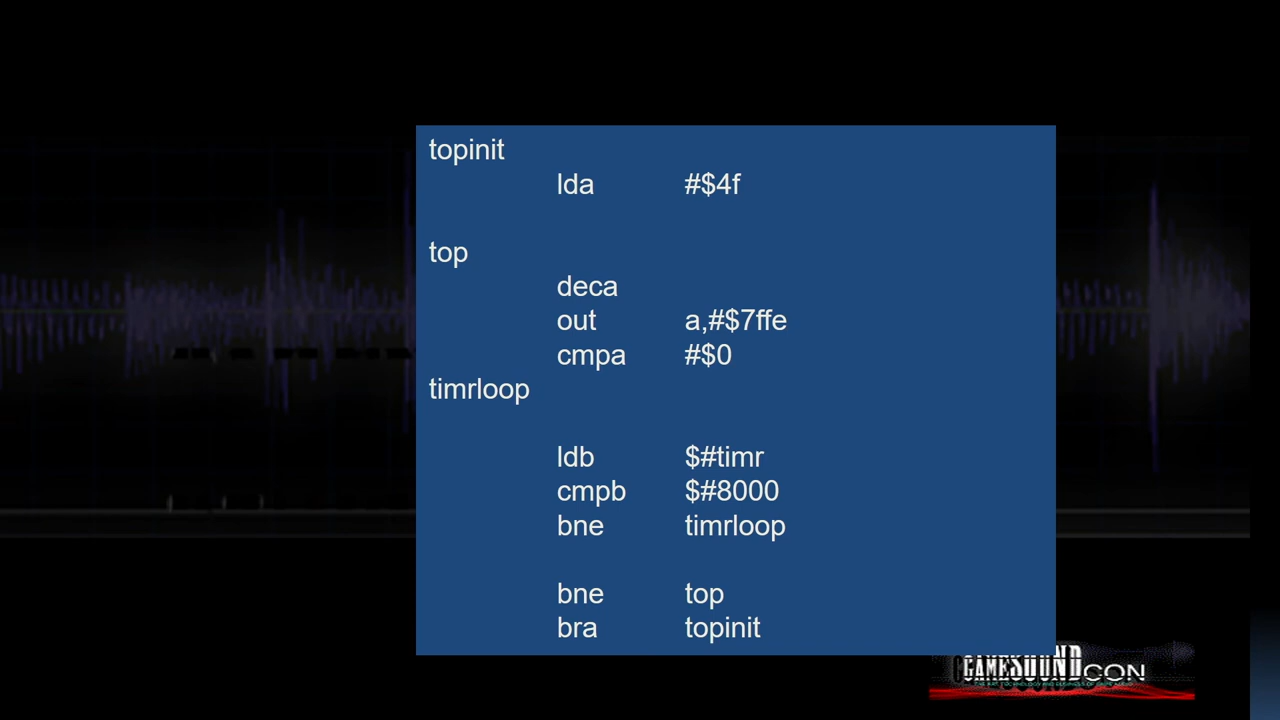 topinit
lda #$4f
top
deca
out a,#$7ffe
cmpa #$0
timrloop
ldb $#timr
cmpb $#8000
bne timrloop
bne top
bra topinit
GAMESOUNDCON